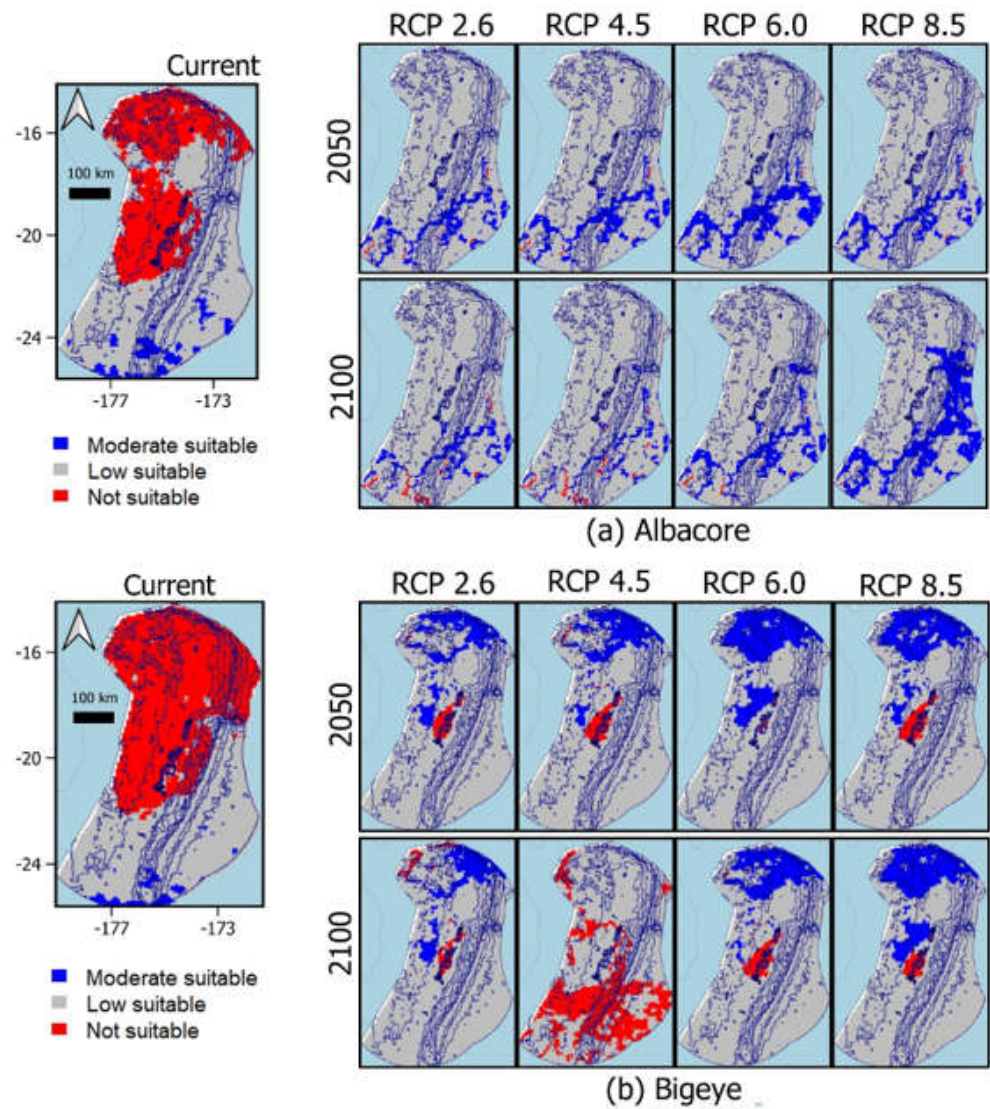 RCP 2.6 RCP 4.5 RCP 6.0 RCP 8.5
Current
-16
100 km
-20
-24
-177 -173
Moderate suitable
Low suitable
Not suitable
2050
2100
(a) Albacore
RCP 2.6 RCP 4.5 RCP 6.0 RCP 8.5
Current
-16
100 km
-20
-24
-177 -173
Moderate suitable
Low suitable
Not suitable
2050
2100
(b) Bigeye